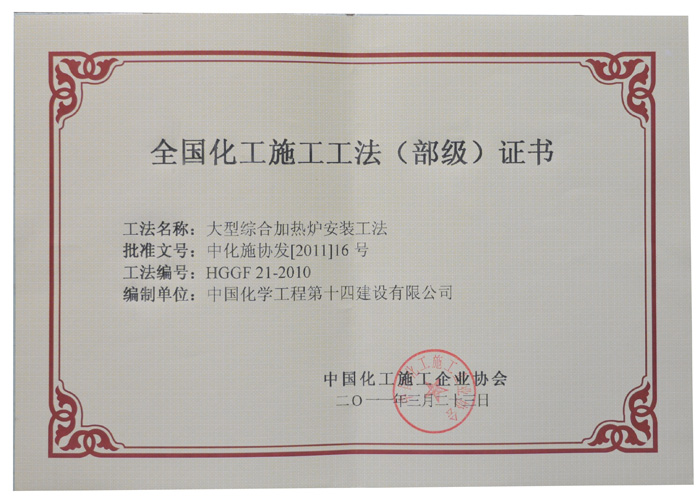 全国化工施工工法（部级）证书
工法名称：大型综合加热炉安装工法
批准文号：中化施协发[2011]16 号
工法编号：HGGF 21-2010
编制单位：中国化学工程第十四建设有限公司
中国化工施工企业协会
二O一一年三月二十三日